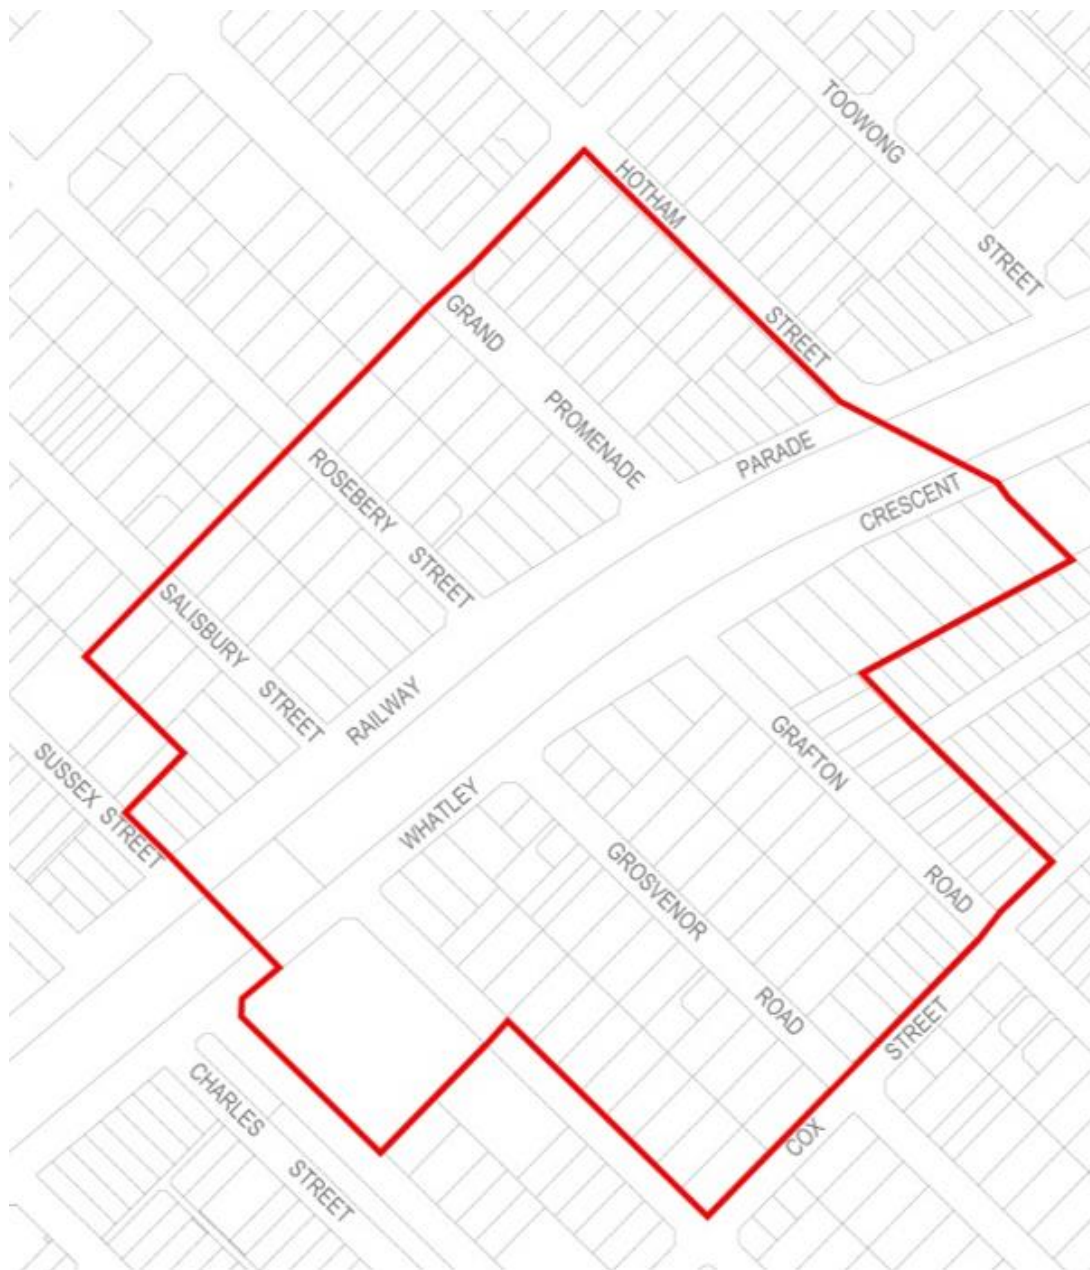 TOOWONG
STREET
HOTHAM
STREET
GRAND
PROMENADE
PARADE
CRESCENT
ROSEBERY
STREET
SALISBURY
STREET
RAILWAY
SUSSEX STREET
WHATLEY
GRAFTON
ROAD
GROSVENOR
ROAD
STREET
COX
CHARLES
STREET